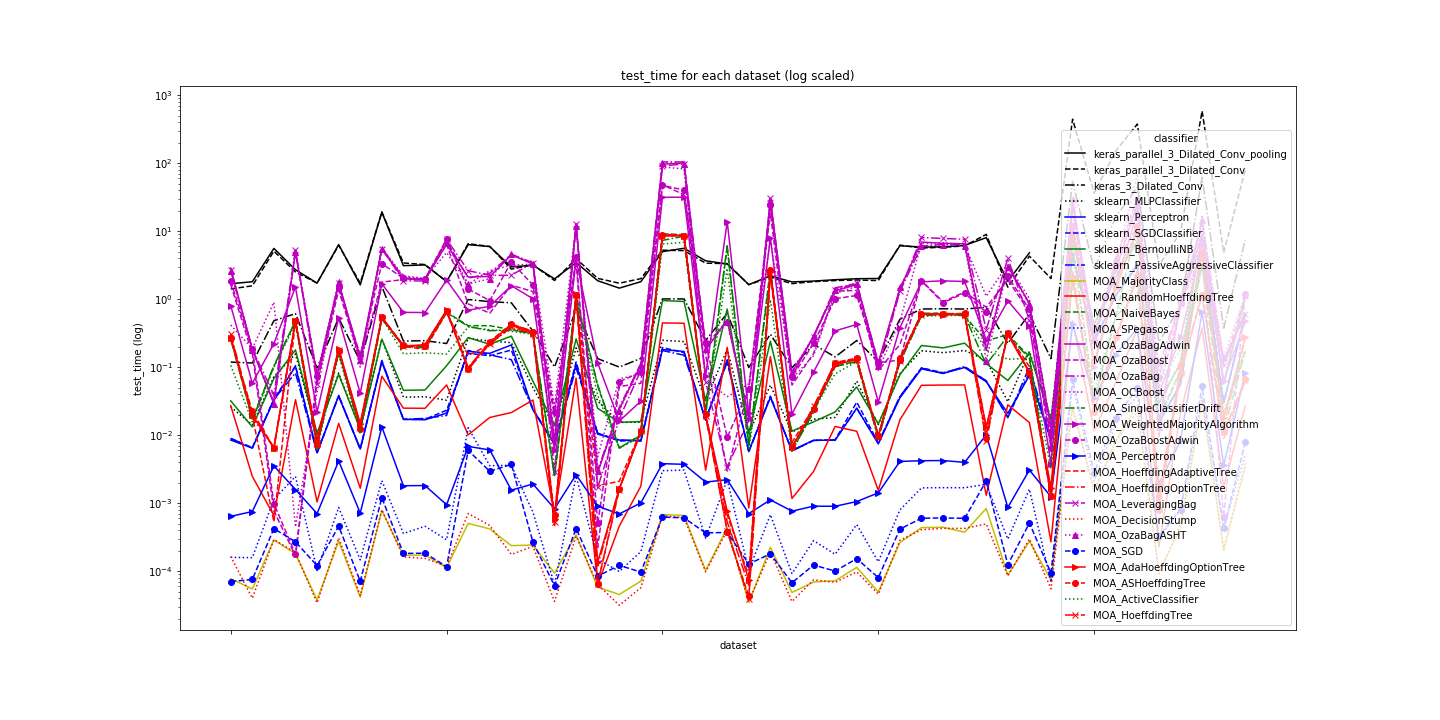 test_time for each dataset (log scaled)
test_time (log)
10³
10²
10¹
10⁰
10⁻¹
10⁻²
10⁻³
10⁻⁴
dataset
classifier
keras_parallel_3_Dilated_Conv_pooling
keras_parallel_3_Dilated_Conv
keras_3_Dilated_Conv
sklearn_MLPClassifier
sklearn_Perceptron
sklearn_SGDClassifier
sklearn_BernoulliNB
sklearn_PassiveAggressiveClassifier
MOA_MajorityClass
MOA_RandomHoeffdingTree
MOA_NaiveBayes
MOA_SPegasos
MOA_OzaBagAdwin
MOA_OzaBoost
MOA_OzaBag
MOA_OCBoost
MOA_SingleClassifierDrift
MOA_WeightedMajorityAlgorithm
MOA_OzaBoostAdwin
MOA_Perceptron
MOA_HoeffdingAdaptiveTree
MOA_HoeffdingOptionTree
MOA_LeveragingBag
MOA_DecisionStump
MOA_OzaBagASHT
MOA_SGD
MOA_AdaHoeffdingOptionTree
MOA_ASHoeffdingTree
MOA_ActiveClassifier
MOA_HoeffdingTree